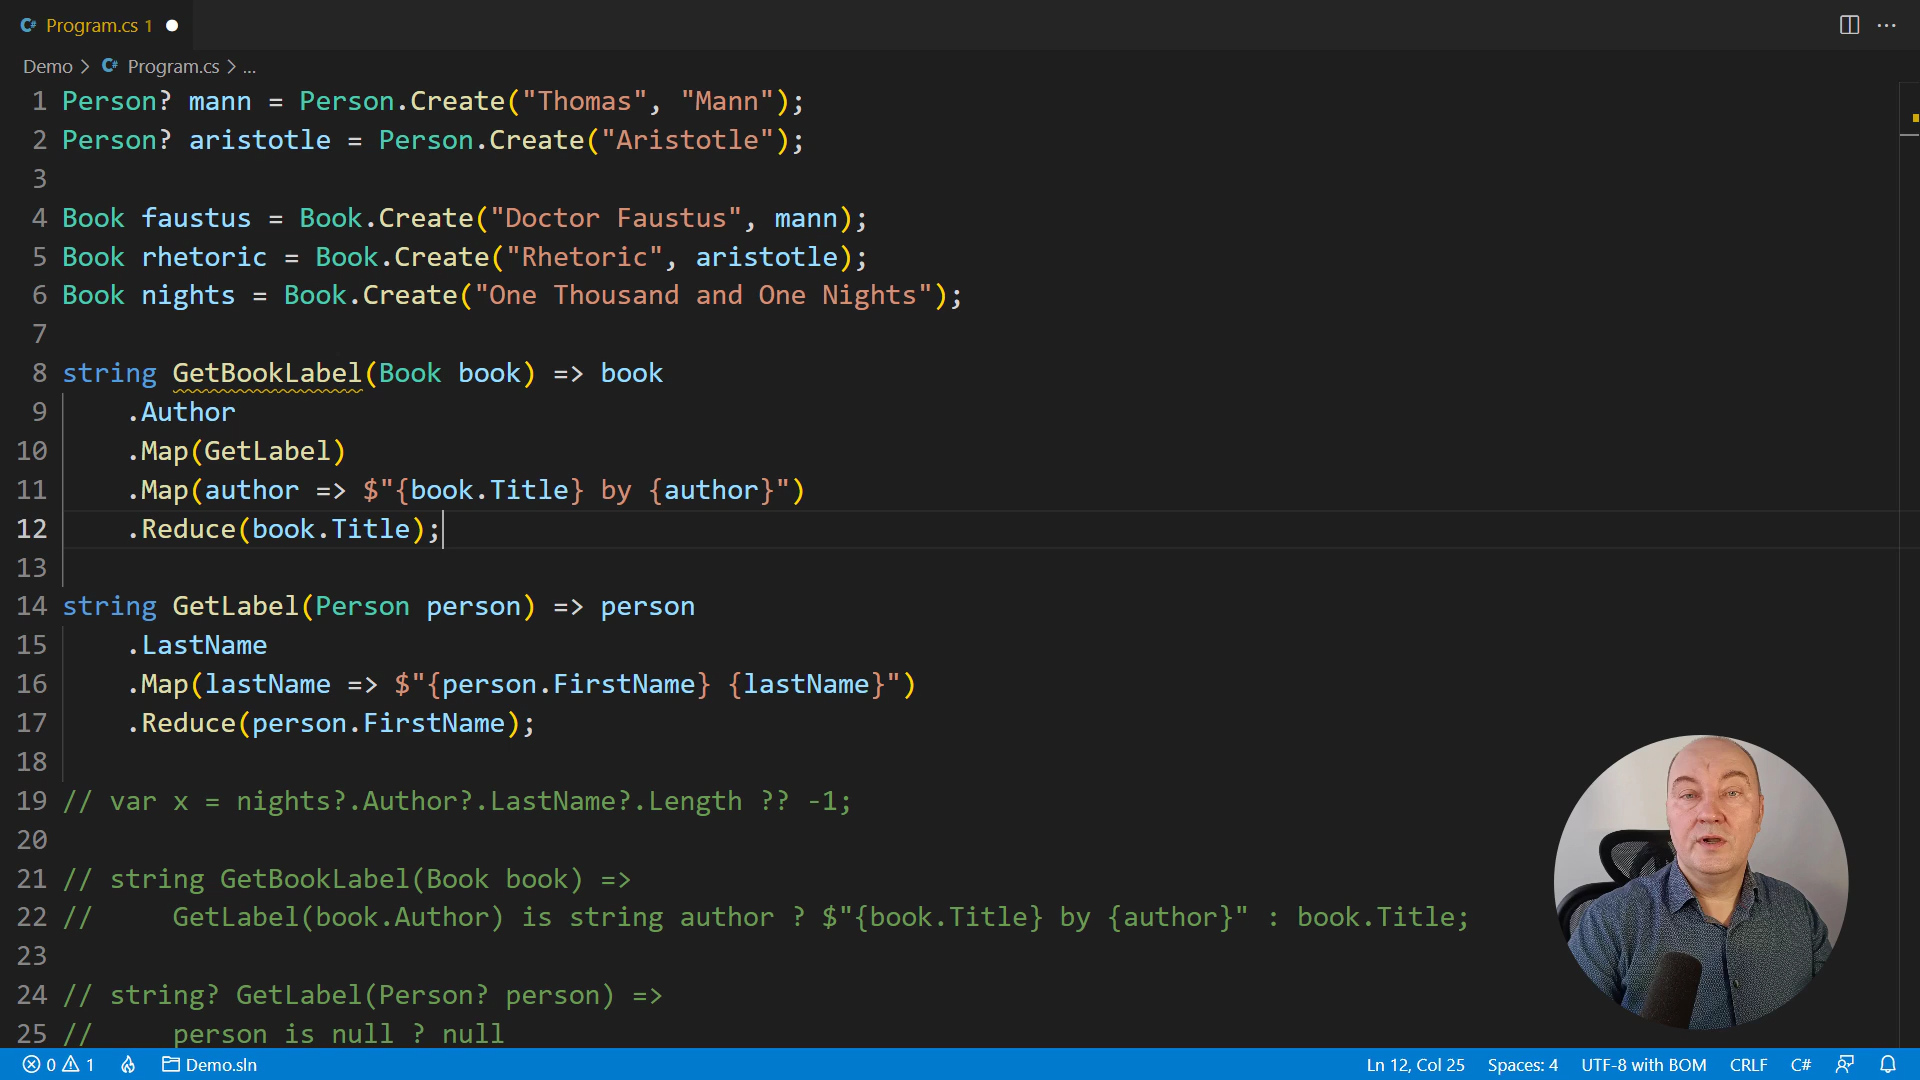 C# Program.cs 1
Demo > C# Program.cs > ...
1 Person? mann = Person.Create("Thomas", "Mann");
2 Person? aristotle = Person.Create("Aristotle");
3
4 Book faustus = Book.Create("Doctor Faustus", mann);
5 Book rhetoric = Book.Create("Rhetoric", aristotle);
6 Book nights = Book.Create("One Thousand and One Nights");
7
8 string GetBookLabel(Book book) => book
9     .Author
10     .Map(GetLabel)
11     .Map(author => $"{book.Title} by {author}")
12     .Reduce(book.Title);
13
14 string GetLabel(Person person) => person
15     .LastName
16     .Map(lastName => $"{person.FirstName} {lastName}")
17     .Reduce(person.FirstName);
18
19 // var x = nights?.Author?.LastName?.Length ?? -1;
20
21 // string GetBookLabel(Book book) =>
22 //     GetLabel(book.Author) is string author ? $"{book.Title} by {author}" : book.Title;
23
24 // string? GetLabel(Person? person) =>
25 //     person is null ? null
0 1 Demo.sln Ln 12, Col 25 Spaces: 4 UTF-8 with BOM CRLF C#